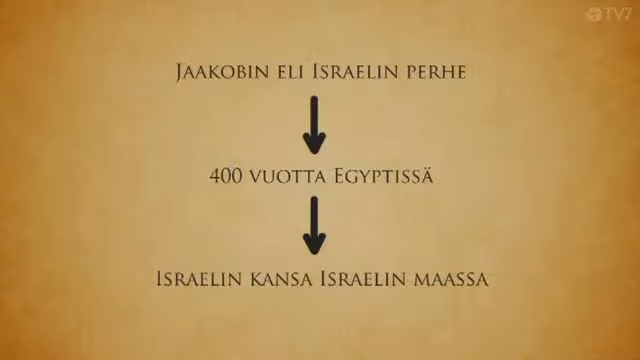 TV7
JAAKOBIN ELI ISRAELIN PERHE
400 VUOTTA EGYPTISSÄ
ISRAELIN KANSA ISRAELIN MAASSA